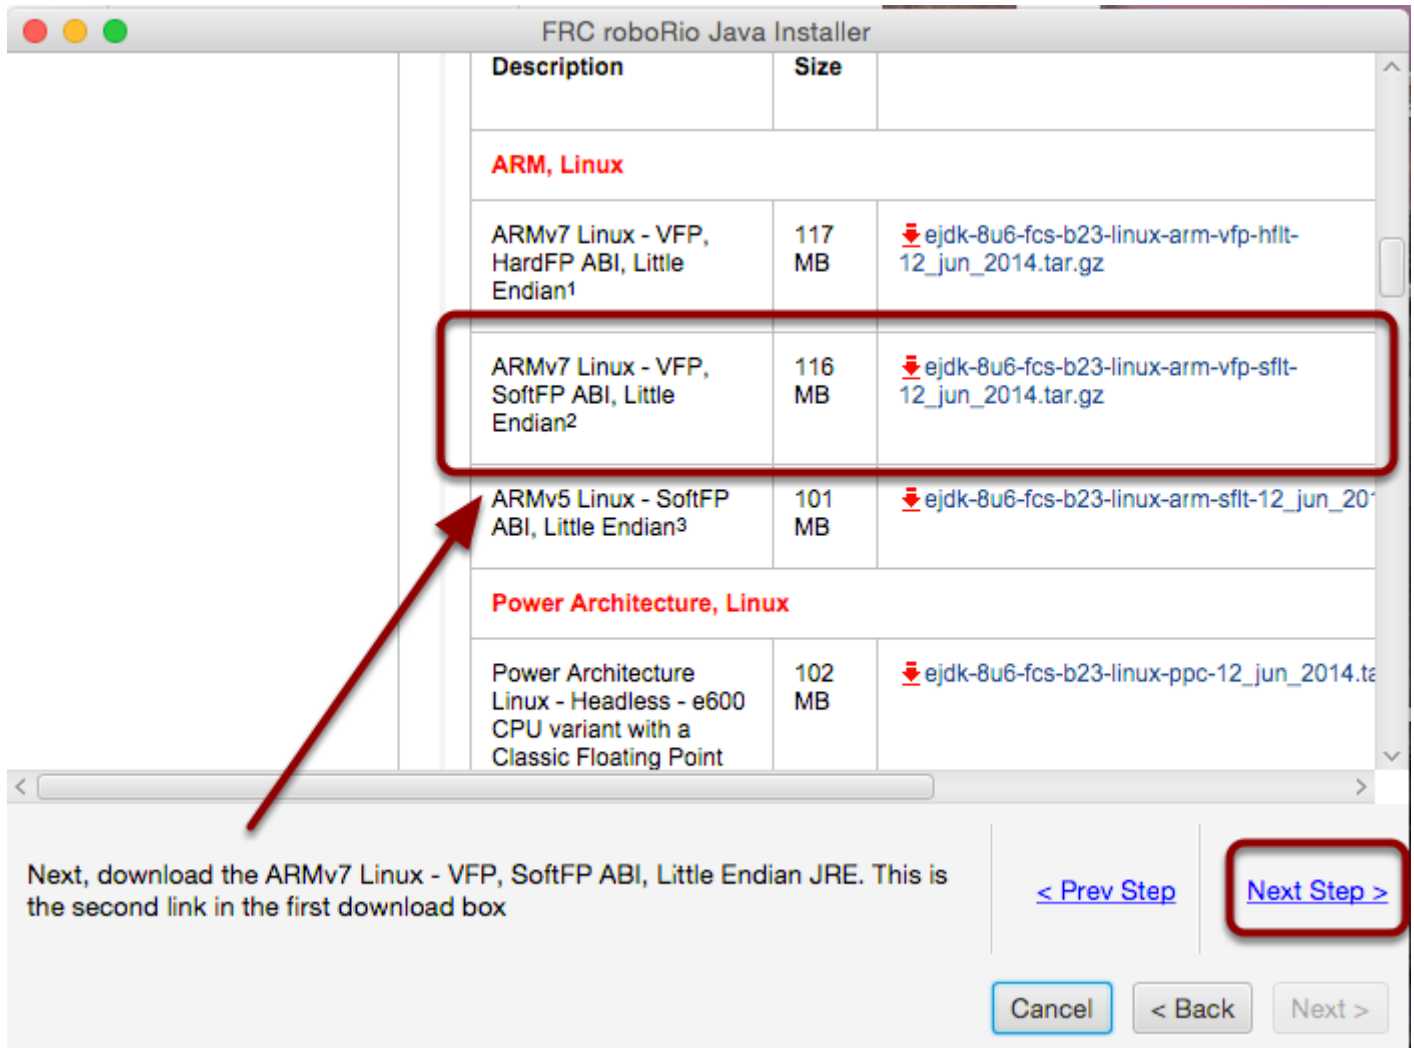 FRC roboRio Java Installer
Description
Size
ARM, Linux
ARMv7 Linux - VFP,
HardFP ABI, Little
Endian1
117
MB
ejdk-8u6-fcs-b23-linux-arm-vfp-hflt-
12_jun_2014.tar.gz
ARMv7 Linux - VFP,
SoftFP ABI, Little
Endian2
116
MB
ejdk-8u6-fcs-b23-linux-arm-vfp-sflt-
12_jun_2014.tar.gz
ARMv5 Linux - SoftFP
ABI, Little Endian3
101
MB
ejdk-8u6-fcs-b23-linux-arm-sflt-12_jun_201
Power Architecture, Linux
Power Architecture
Linux - Headless - e600
CPU variant with a
Classic Floating Point
102
MB
ejdk-8u6-fcs-b23-linux-ppc-12_jun_2014.ta
Next, download the ARMv7 Linux - VFP, SoftFP ABI, Little Endian JRE. This is
the second link in the first download box
< Prev Step
Next Step >
Cancel
< Back
Next >